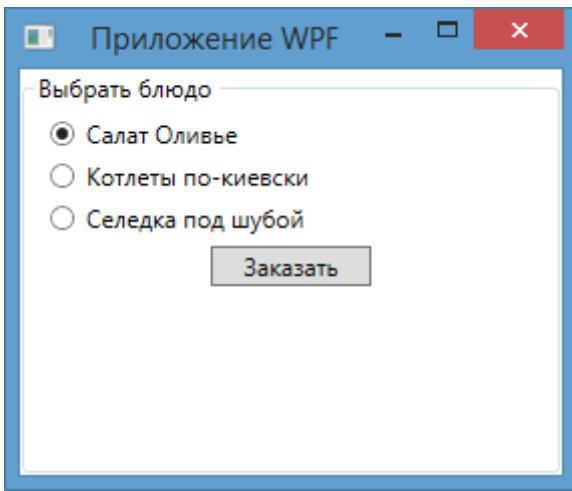 Приложение WPF
Выбрать блюдо
Салат Оливье
Котлеты по-киевски
Селедка под шубой
Заказать